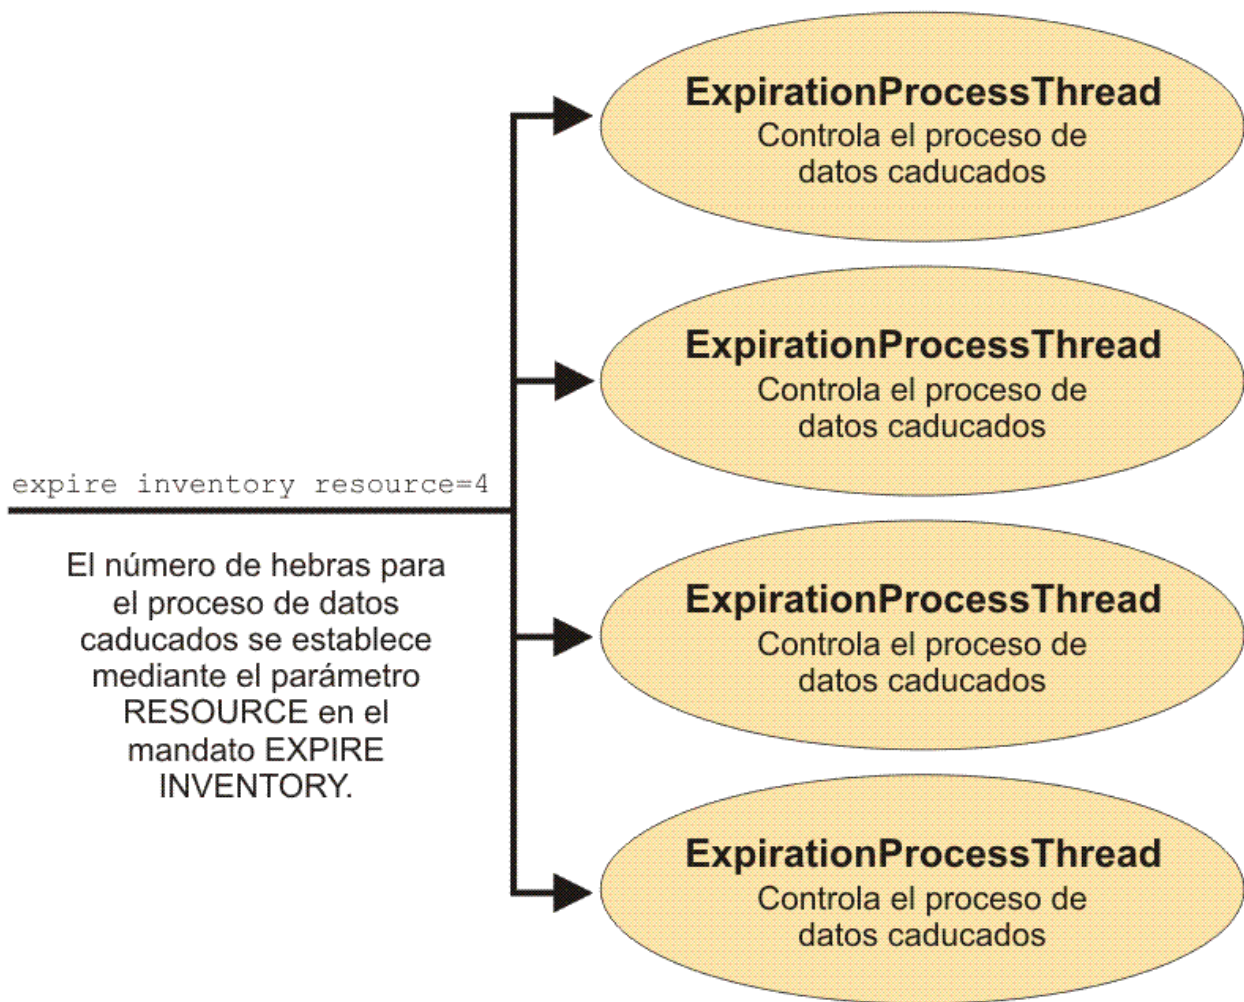 ExpirationProcessThread
Controla el proceso de
datos caducados
ExpirationProcessThread
Controla el proceso de
datos caducados
expire inventory resource=4
El número de hebras para
el proceso de datos
caducados se establece
mediante el parámetro
RESOURCE en el
mandato EXPIRE
INVENTORY.
ExpirationProcessThread
Controla el proceso de
datos caducados
ExpirationProcessThread
Controla el proceso de
datos caducados